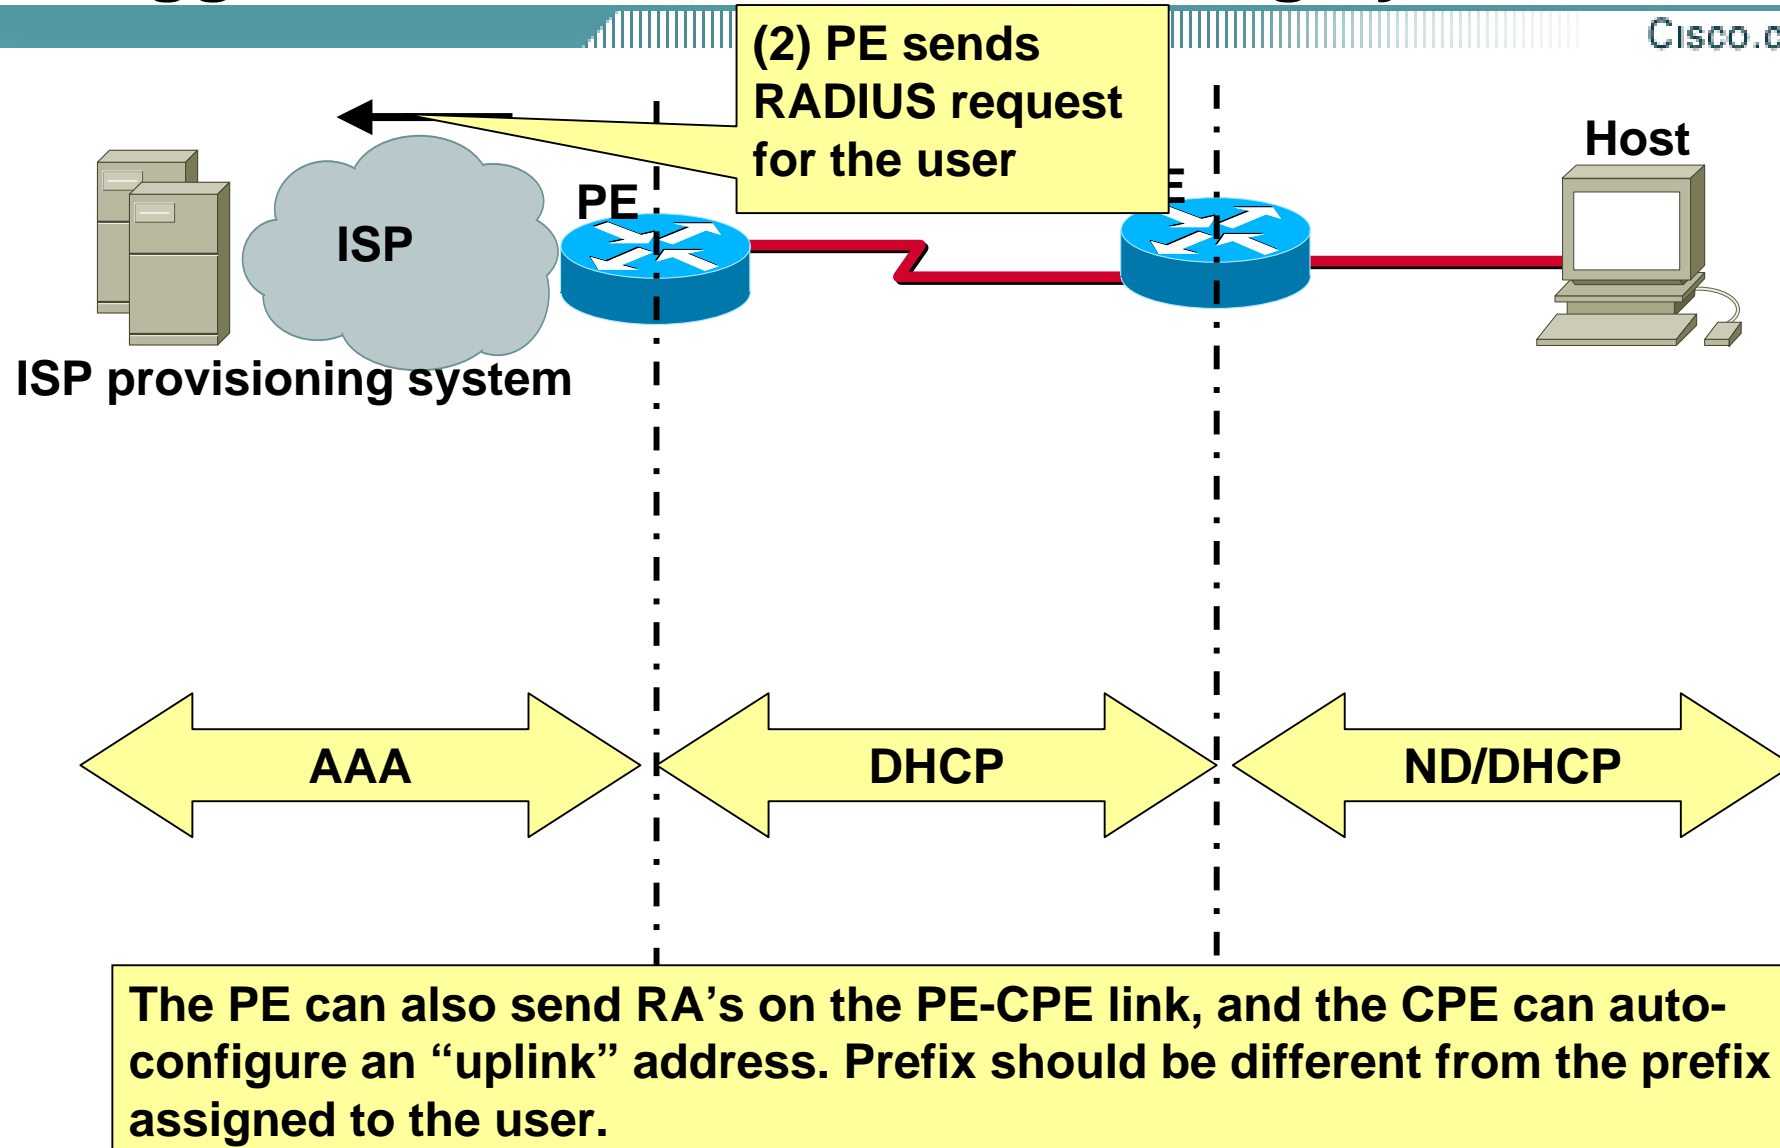 Cisco.c
(2) PE sends
RADIUS request
for the user
Host
PE
E
ISP
ISP provisioning system
AAA
DHCP
ND/DHCP
The PE can also send RA’s on the PE-CPE link, and the CPE can auto-
configure an “uplink” address. Prefix should be different from the prefix
assigned to the user.